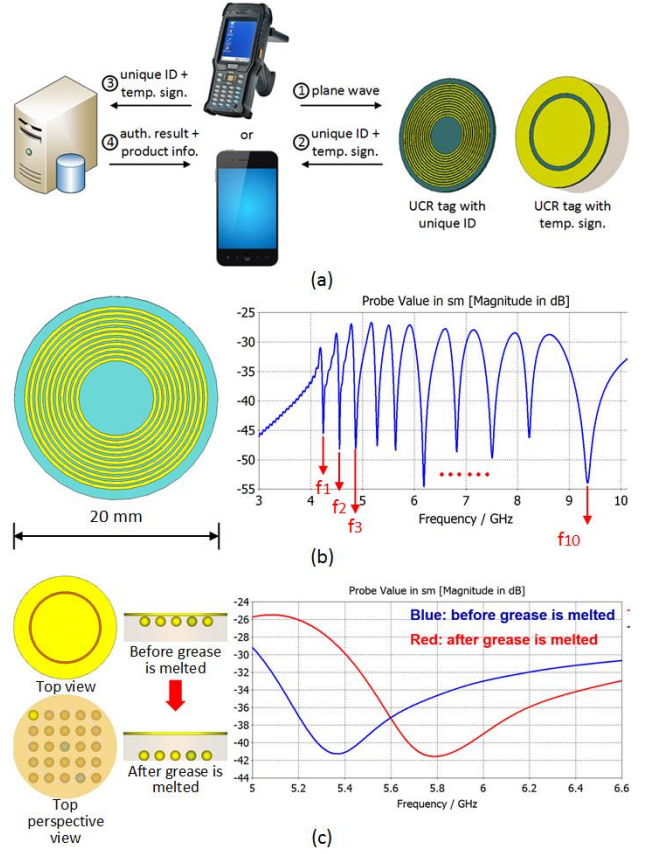 ③ unique ID +
temp. sign.
① plane wave
④ auth. result +
product info.
or
② unique ID +
temp. sign.
UCR tag with
unique ID
UCR tag with
temp. sign.
(a)
Probe Value in sm [Magnitude in dB]
-25
-30
-35
-40
-45
-50
-55
3 4 5 6 7 8 9 10
f1
f2
f3
f10
Frequency / GHz
20 mm
(b)
Probe Value in sm [Magnitude in dB]
Blue: before grease is melted
Red: after grease is melted
-24
-26
-28
-30
-32
-34
-36
-38
-40
-42
-44
5 5.2 5.4 5.6 5.8 6 6.2 6.4 6.6
Frequency / GHz
Top view
Before grease
is melted
After grease is
melted
Top
perspective
view
(c)